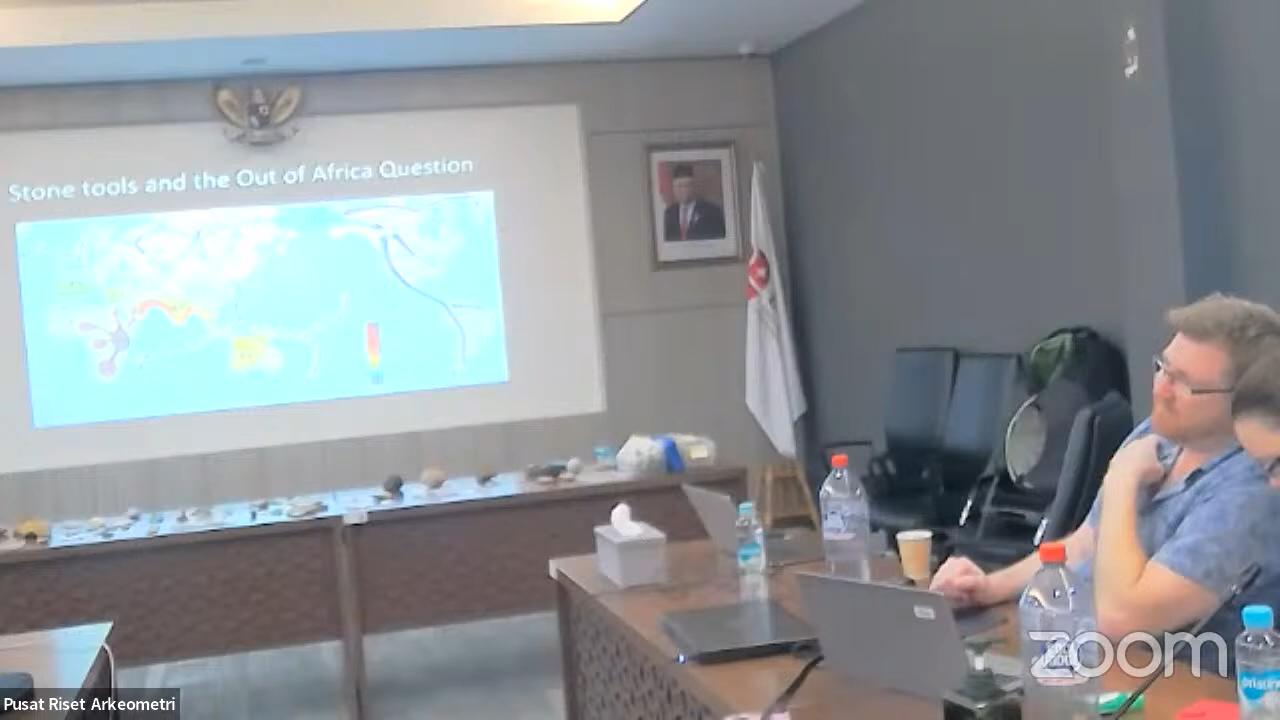 Stone tools and the Out of Africa Question
zoom
Pusat Riset Arkeometri